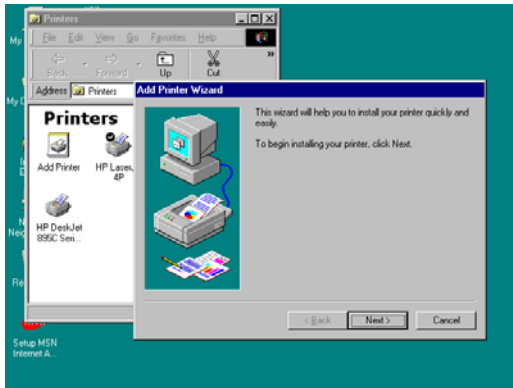 Printers
File Edit View Go Favorites Help
Back Forward Up Cut »
Address Printers
Add Printer Wizard
Printers
Add Printer
HP Laser
4P
HP DeskJet
895C Seri...
This wizard will help you to install your printer quickly and
easily.
To begin installing your printer, click Next.
< Back Next > Cancel
My
Setup MSN
Internet A...